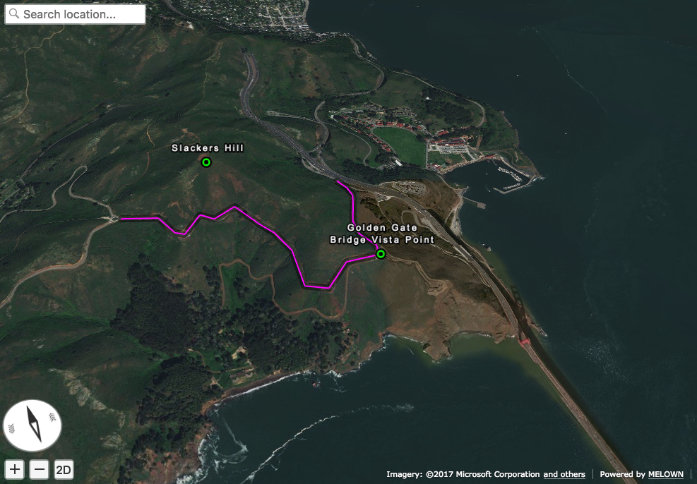 Search location...
Slackers Hill
Golden Gate
Bridge Vista Point
+ − 2D
Imagery: ©2017 Microsoft Corporation and others | Powered by MELOWN